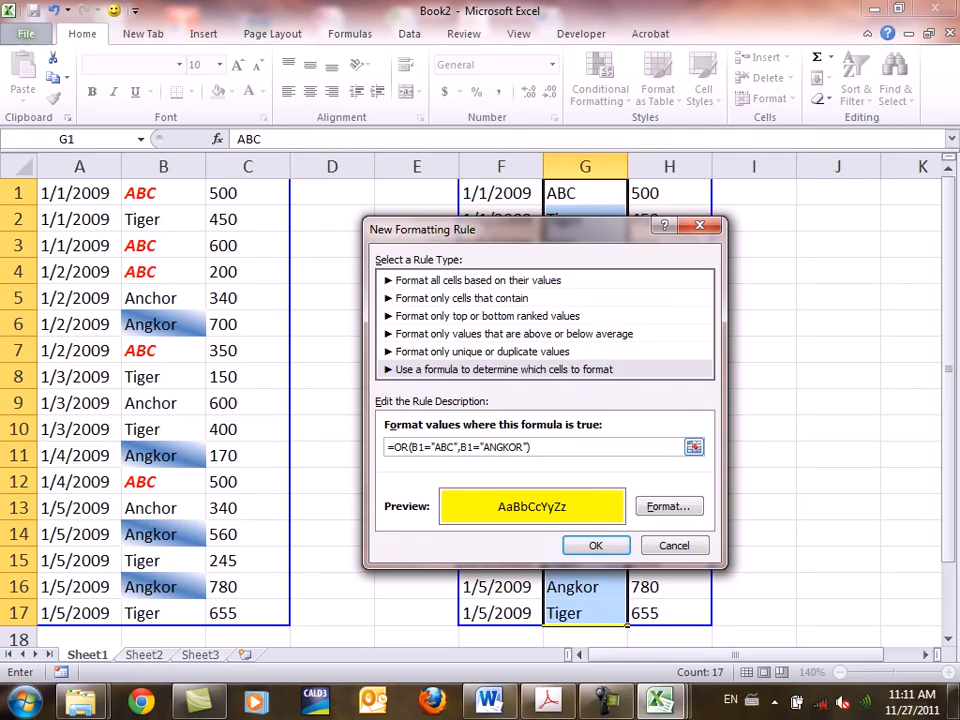 Book2 - Microsoft Excel
File Home New Tab Insert Page Layout Formulas Data Review View Developer Acrobat
10 General Insert Σ
Paste B I U A $ % , Conditional Format Cell Delete Sort & Find &
Formatting as Table Styles Format Filter Select
Clipboard Font Alignment Number Styles Cells Editing
G1 fx ABC
A B C D E F G H I J K
1 1/1/2009 ABC 500 1/1/2009 ABC 500
2 1/1/2009 Tiger 450
3 1/1/2009 ABC 600
4 1/2/2009 ABC 200
5 1/2/2009 Anchor 340
6 1/2/2009 Angkor 700
7 1/2/2009 ABC 350
8 1/3/2009 Tiger 150
9 1/3/2009 Anchor 600
10 1/3/2009 Tiger 400
11 1/4/2009 Angkor 170
12 1/4/2009 ABC 500
13 1/5/2009 Anchor 340
14 1/5/2009 Angkor 560
15 1/5/2009 Tiger 245
16 1/5/2009 Angkor 780 1/5/2009 Angkor 780
17 1/5/2009 Tiger 655 1/5/2009 Tiger 655
18
New Formatting Rule
Select a Rule Type:
► Format all cells based on their values
► Format only cells that contain
► Format only top or bottom ranked values
► Format only values that are above or below average
► Format only unique or duplicate values
► Use a formula to determine which cells to format
Edit the Rule Description:
Format values where this formula is true:
=OR(B1="ABC",B1="ANGKOR")
Preview: AaBbCcYyZz Format...
OK Cancel
Sheet1 Sheet2 Sheet3
Enter Count: 17 140%
CALD3 EN 11:11 AM
11/27/2011